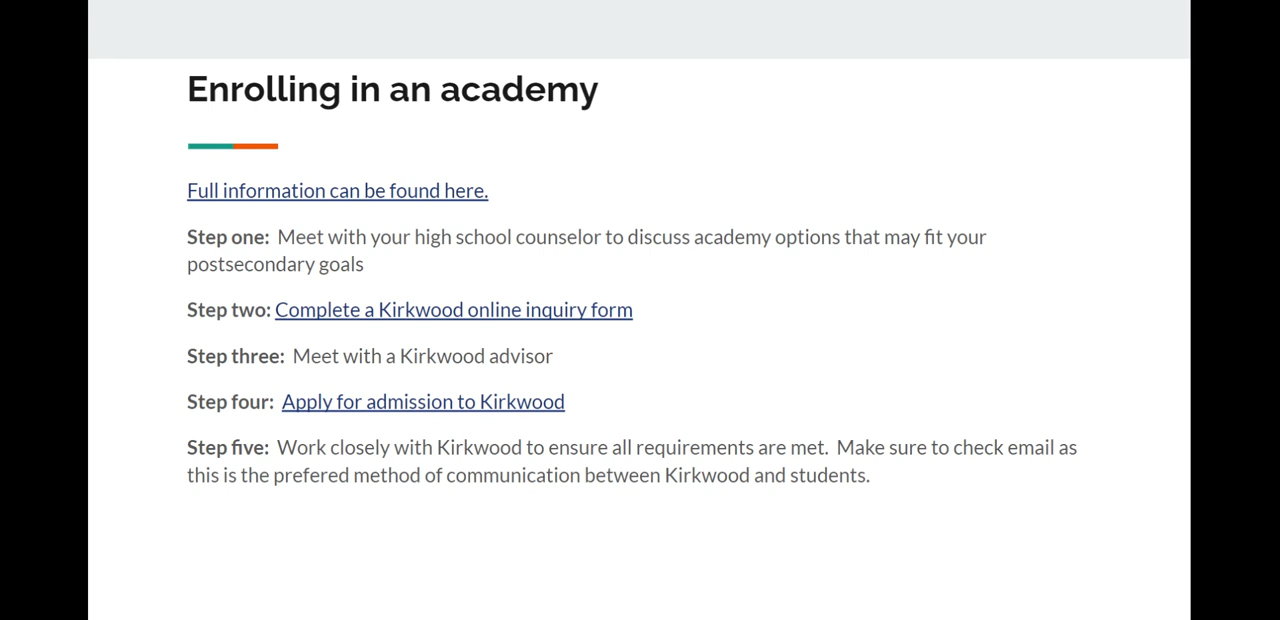 Enrolling in an academy
Full information can be found here.
Step one:  Meet with your high school counselor to discuss academy options that may fit your
postsecondary goals
Step two: Complete a Kirkwood online inquiry form
Step three:  Meet with a Kirkwood advisor
Step four:  Apply for admission to Kirkwood
Step five:  Work closely with Kirkwood to ensure all requirements are met.  Make sure to check email as
this is the prefered method of communication between Kirkwood and students.